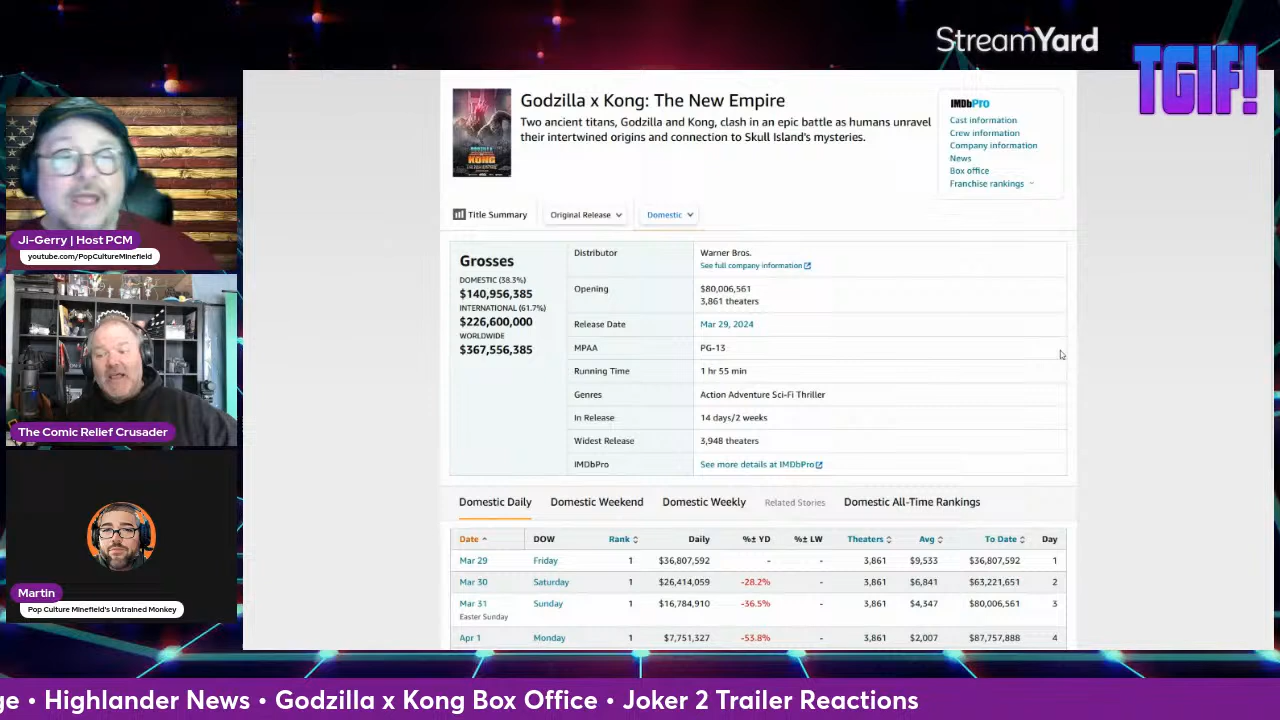 StreamYard
TGIF!
JI-Gerry | Host PCM
youtube.com/PopCultureMinefield
The Comic Relief Crusader
Martin
Pop Culture Minefield's Untrained Monkey
Godzilla x Kong: The New Empire
Two ancient titans, Godzilla and Kong, clash in an epic battle as humans unravel
their intertwined origins and connection to Skull Island's mysteries.
IMDbPro
Cast information
Crew information
Company information
News
Box office
Franchise rankings
Title Summary
Original Release
Domestic
Grosses
DOMESTIC (38.3%)
$140,956,385
INTERNATIONAL (61.7%)
$226,600,000
WORLDWIDE
$367,556,385
Distributor Warner Bros.
See full company information
Opening $80,006,561
3,861 theaters
Release Date Mar 29, 2024
MPAA PG-13
Running Time 1 hr 55 min
Genres Action Adventure Sci-Fi Thriller
In Release 14 days/2 weeks
Widest Release 3,948 theaters
IMDbPro See more details at IMDbPro
Domestic Daily Domestic Weekend Domestic Weekly Related Stories Domestic All-Time Rankings
Date DOW Rank Daily %± YD %± LW Theaters Avg To Date Day
Mar 29 Friday 1 $36,807,592 - - 3,861 $9,533 $36,807,592 1
Mar 30 Saturday 1 $26,414,059 -28.2% - 3,861 $6,841 $63,221,651 2
Mar 31 Sunday 1 $16,784,910 -36.5% - 3,861 $4,347 $80,006,561 3
Easter Sunday
Apr 1 Monday 1 $7,751,327 -53.8% - 3,861 $2,007 $87,757,888 4
ge • Highlander News • Godzilla x Kong Box Office • Joker 2 Trailer Reactions